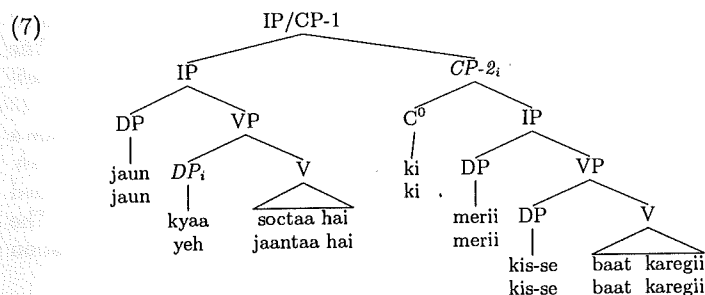 (7)
IP/CP-1
IP CP-2i
DP VP C0 IP
jaun DPi V ki DP VP
jaun ki
kyaa soctaa hai merii DP V
yeh jaantaa hai merii
kis-se baat karegii
kis-se baat karegii